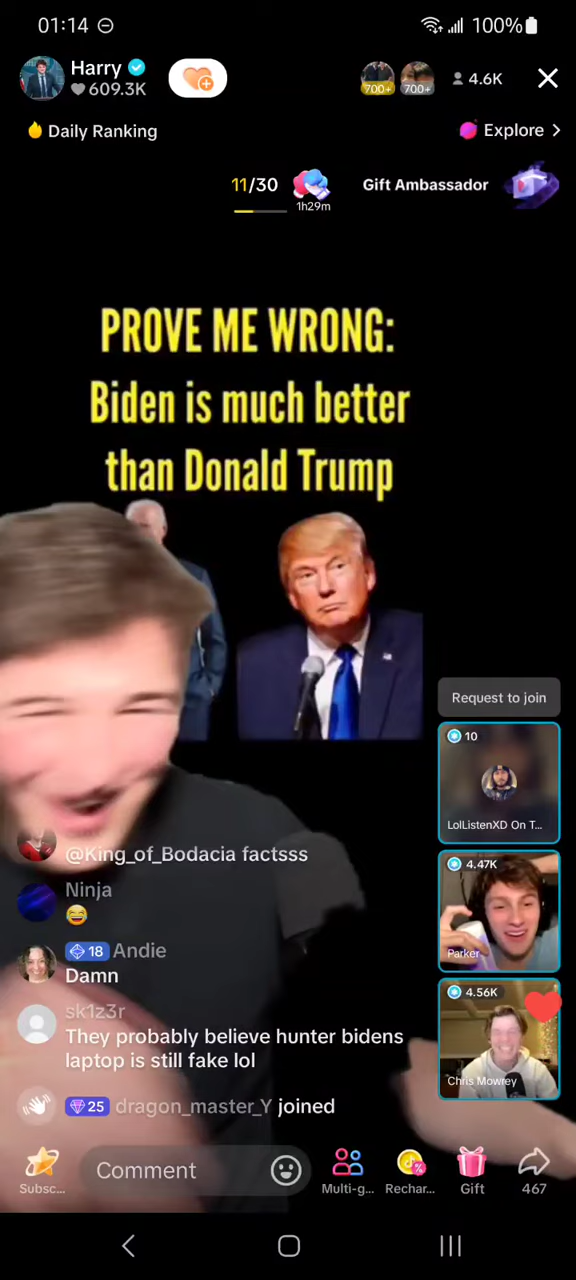 01:14
100%
Harry
609.3K
700+
700+
4.6K
Daily Ranking
Explore
11/30
1h29m
Gift Ambassador
PROVE ME WRONG:
Biden is much better
than Donald Trump
Request to join
10
LolListenXD On T...
4.47K
Parker
4.56K
Chris Mowrey
@King_of_Bodacia factsss
Ninja
😂
18 Andie
Damn
sk1z3r
They probably believe hunter bidens
laptop is still fake lol
25 dragon_master_Y joined
Subsc...
Comment
Multi-g...
Rechar...
Gift
467